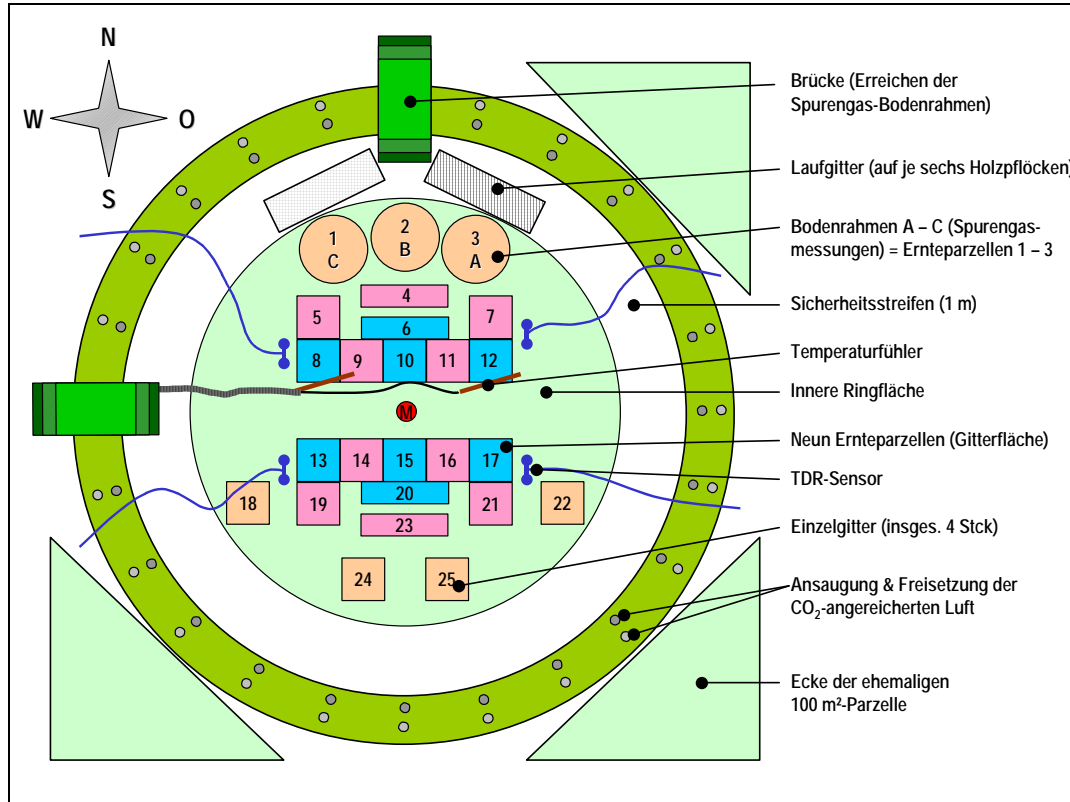 N
W O
S
Brücke (Erreichen der
Spurengas-Bodenrahmen)
Laufgitter (auf je sechs Holzpflöcken)
Bodenrahmen A – C (Spurengas-
messungen) = Ernteparzellen 1 – 3
Sicherheitsstreifen (1 m)
Temperaturfühler
Innere Ringfläche
Neun Ernteparzellen (Gitterfläche)
TDR-Sensor
Einzelgitter (insges. 4 Stck)
Ansaugung & Freisetzung der
CO2-angereicherten Luft
Ecke der ehemaligen
100 m²-Parzelle
1 2 3
C B A
4
5 7
6
8 9 10 11 12
M
13 14 15 16 17
18 19 20 21 22
23
24 25